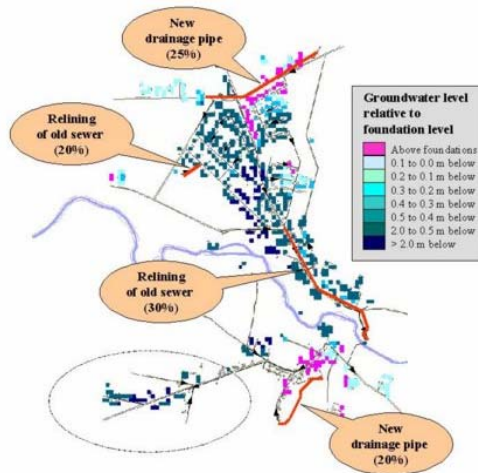 New
drainage pipe
(25%)
Relining
of old sewer
(20%)
Groundwater level
relative to
foundation level
Above foundations
0.1 to 0.0 m below
0.2 to 0.1 m below
0.3 to 0.2 m below
0.4 to 0.3 m below
0.5 to 0.4 m below
2.0 to 0.5 m below
> 2.0 m below
Relining
of old sewer
(30%)
New
drainage pipe
(20%)